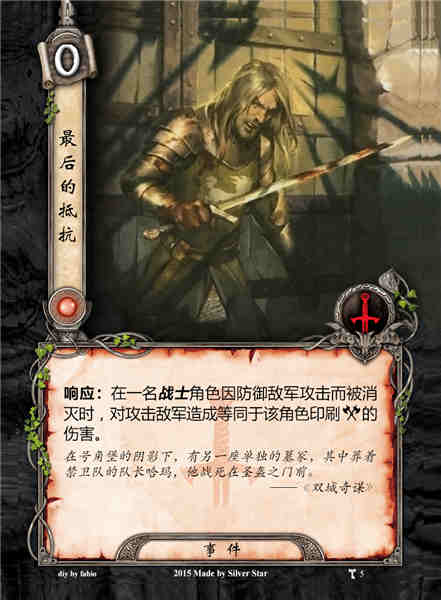 0
最后的抵抗
响应：在一名战士角色因防御敌军攻击而被消
灭时，对攻击敌军造成等同于该角色印刷的
伤害。
在号角堡的阴影下，有另一座单独的墓冢，其中葬着
禁卫队的队长哈玛，他战死在圣盔之门前。
——《双城奇谋》
事件
diy by fabio
2015 Made by Silver Star
5